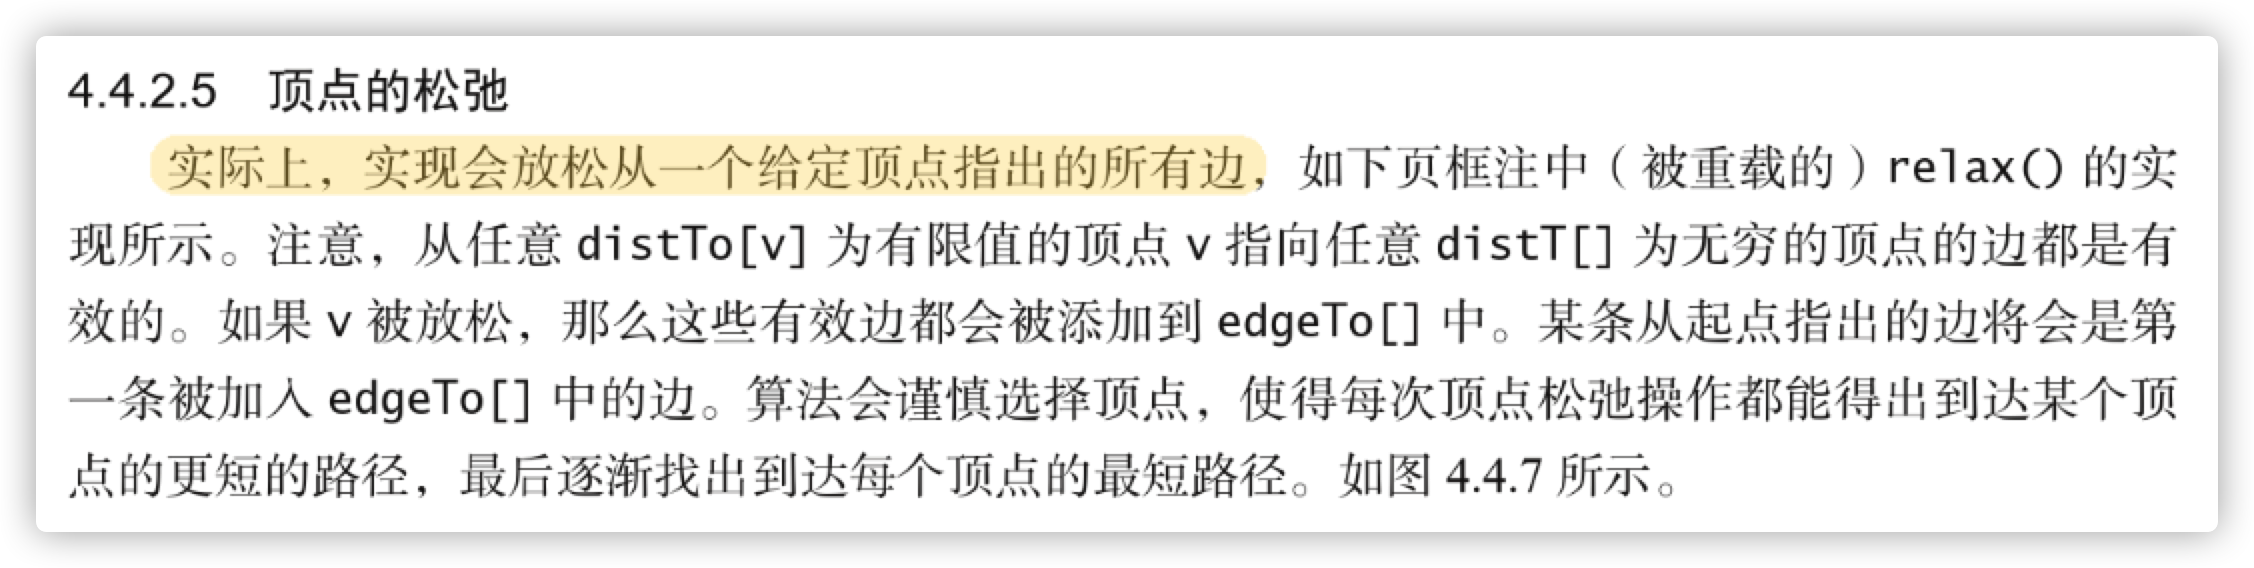 4.4.2.5 顶点的松弛
实际上，实现会放松从一个给定顶点指出的所有边，如下页框注中（被重载的）relax() 的实
现所示。注意，从任意 distTo[v] 为有限值的顶点 v 指向任意 distT[] 为无穷的顶点的边都是有
效的。如果 v 被放松，那么这些有效边都会被添加到 edgeTo[] 中。某条从起点指出的边将会是第
一条被加入 edgeTo[] 中的边。算法会谨慎选择顶点，使得每次顶点松弛操作都能得出到达某个顶
点的更短的路径，最后逐渐找出到达每个顶点的最短路径。如图 4.4.7 所示。